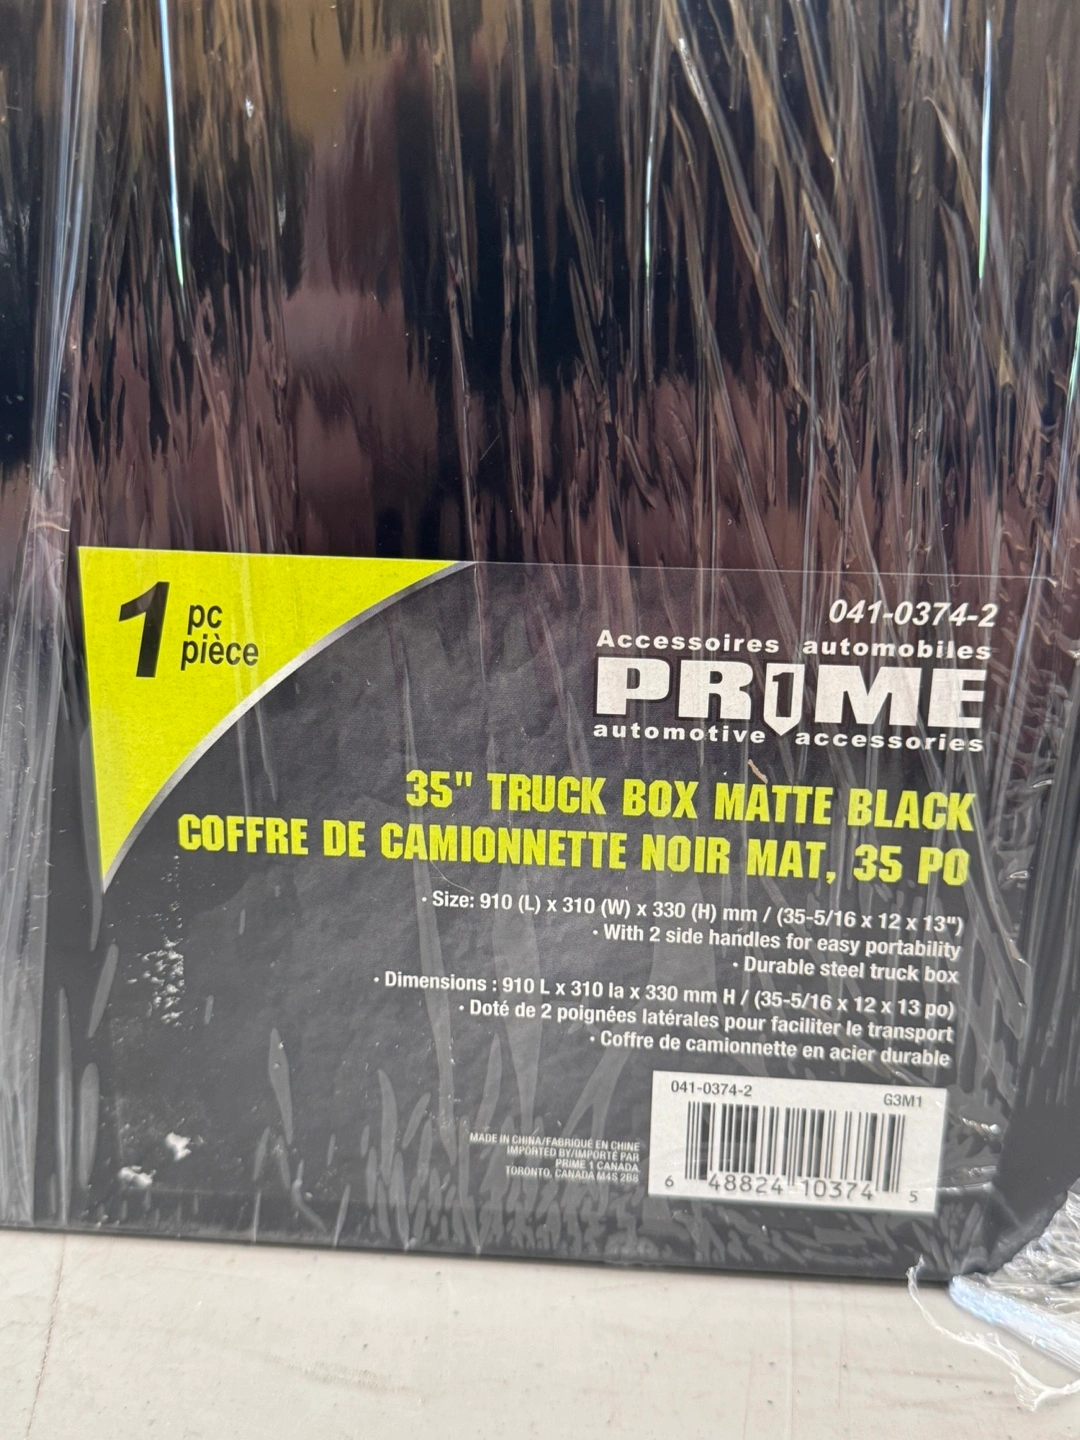 1 pc
pièce
041-0374-2
Accessoires automobiles
PR1ME
automotive accessories
35" TRUCK BOX MATTE BLACK
COFFRE DE CAMIONNETTE NOIR MAT, 35 PO
· Size: 910 (L) x 310 (W) x 330 (H) mm / (35-5/16 x 12 x 13")
· With 2 side handles for easy portability
· Durable steel truck box
· Dimensions : 910 L x 310 la x 330 mm H / (35-5/16 x 12 x 13 po)
· Doté de 2 poignées latérales pour faciliter le transport
· Coffre de camionnette en acier durable
MADE IN CHINA/FABRIQUÉ EN CHINE
IMPORTED BY/IMPORTÉ PAR
PRIME 1 CANADA
TORONTO, CANADA M4S 2B8
041-0374-2 G3M1
6 48824 10374 5